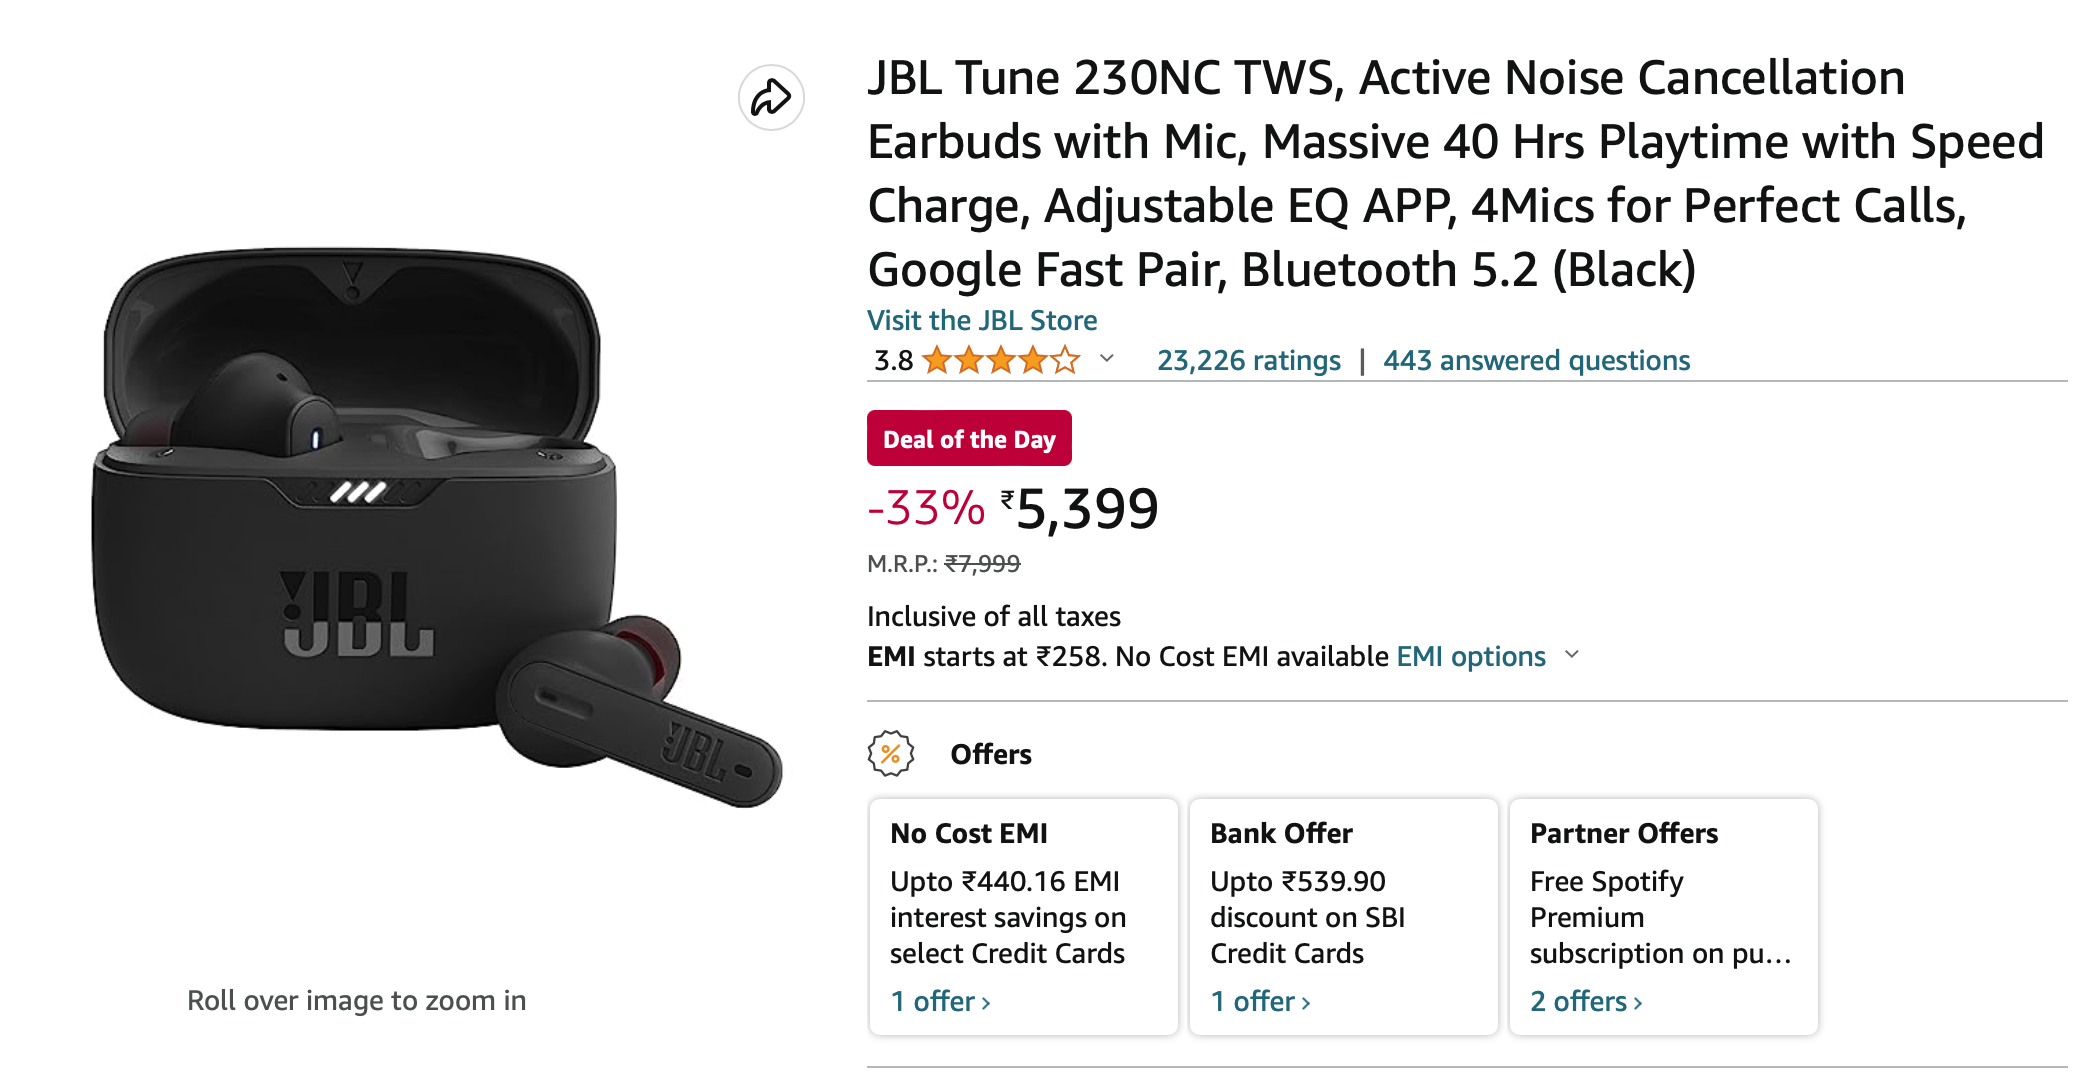 JBL Tune 230NC TWS, Active Noise Cancellation
Earbuds with Mic, Massive 40 Hrs Playtime with Speed
Charge, Adjustable EQ APP, 4Mics for Perfect Calls,
Google Fast Pair, Bluetooth 5.2 (Black)
Visit the JBL Store
3.8 23,226 ratings | 443 answered questions
Deal of the Day
-33% ₹5,399
M.R.P.: ₹7,999
Inclusive of all taxes
EMI starts at ₹258. No Cost EMI available EMI options
Offers
No Cost EMI
Upto ₹440.16 EMI
interest savings on
select Credit Cards
1 offer ›
Bank Offer
Upto ₹539.90
discount on SBI
Credit Cards
1 offer ›
Partner Offers
Free Spotify
Premium
subscription on pu…
2 offers ›
JBL
JBL
Roll over image to zoom in